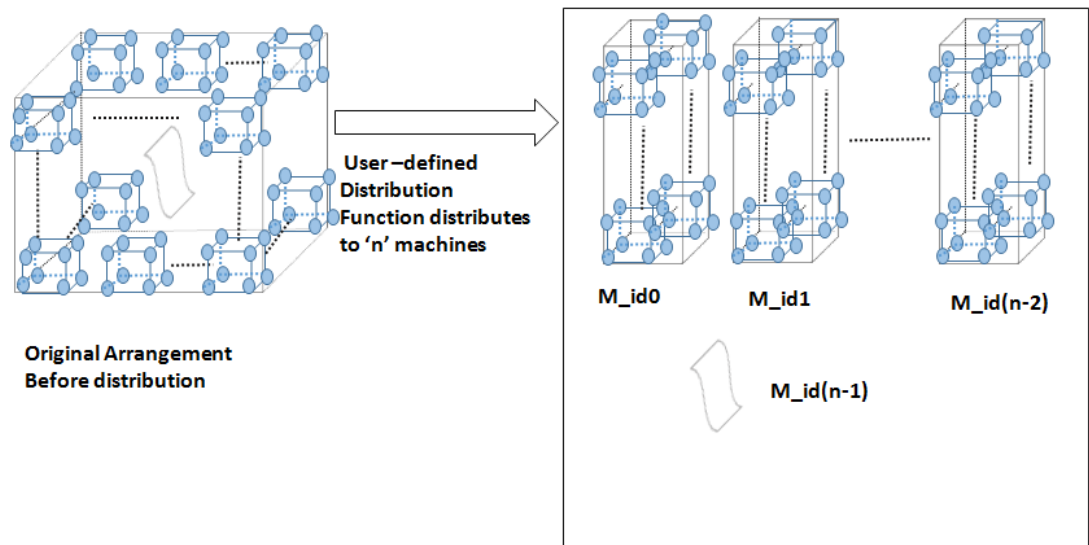 User –defined
Distribution
Function distributes
to ‘n’ machines
Original Arrangement
Before distribution
M_id0
M_id1
M_id(n-2)
M_id(n-1)